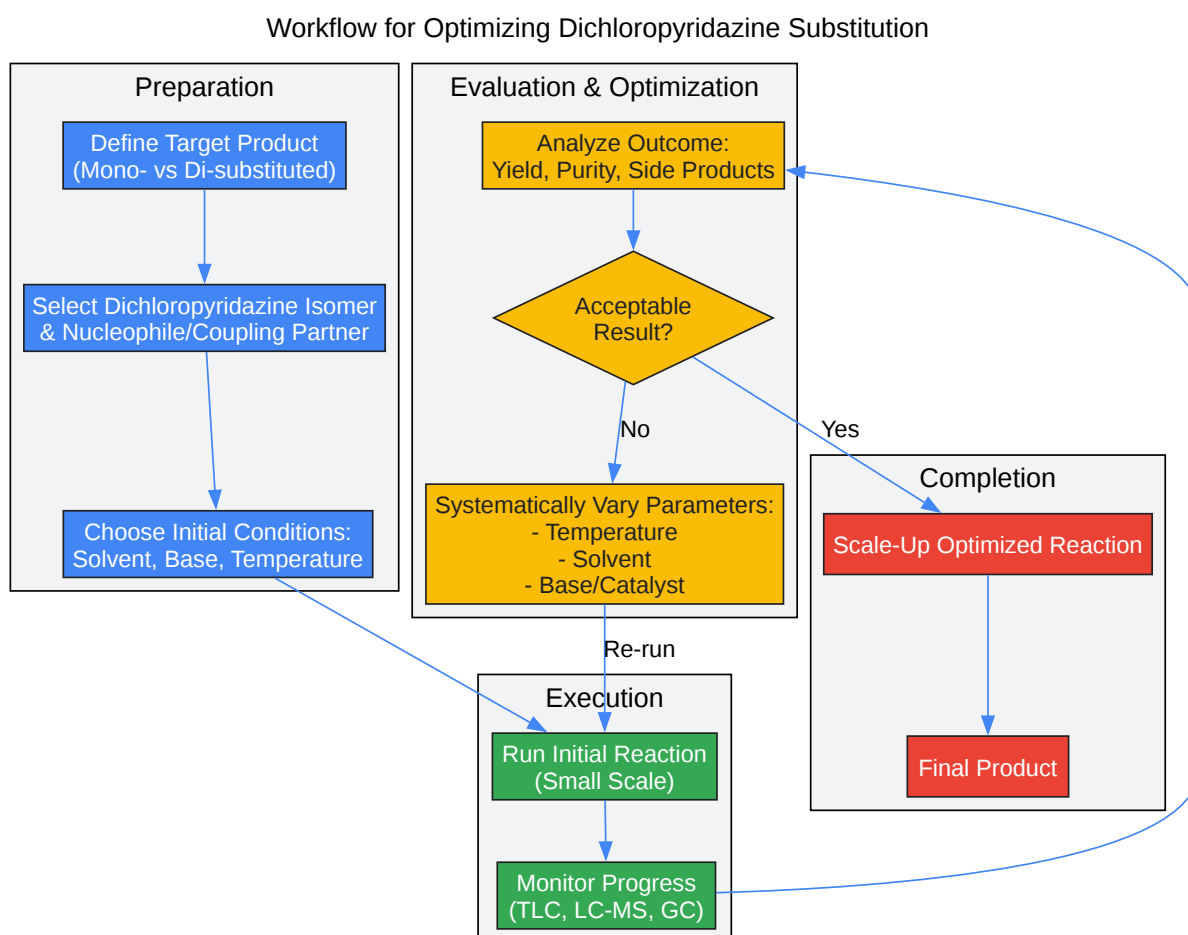 Workflow for Optimizing Dichloropyridazine Substitution
Preparation
Define Target Product
(Mono- vs Di-substituted)
Select Dichloropyridazine Isomer
& Nucleophile/Coupling Partner
Choose Initial Conditions:
Solvent, Base, Temperature
Evaluation & Optimization
Analyze Outcome:
Yield, Purity, Side Products
Acceptable
Result?
No
Yes
Systematically Vary Parameters:
- Temperature
- Solvent
- Base/Catalyst
Re-run
Execution
Run Initial Reaction
(Small Scale)
Monitor Progress
(TLC, LC-MS, GC)
Completion
Scale-Up Optimized Reaction
Final Product